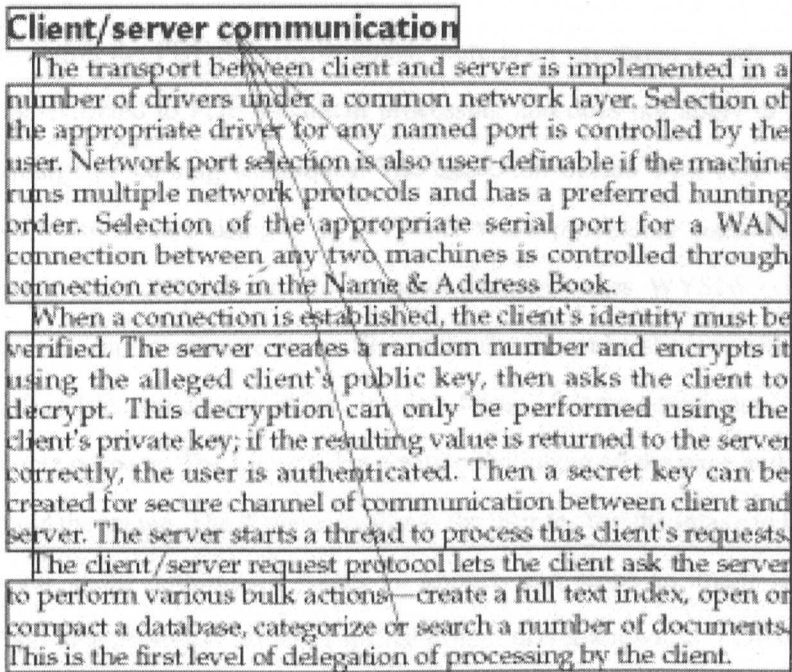 Client/server communication
The transport between client and server is implemented in a
number of drivers under a common network layer. Selection of
the appropriate driver for any named port is controlled by the
user. Network port selection is also user-definable if the machine
runs multiple network protocols and has a preferred hunting
order. Selection of the appropriate serial port for a WAN
connection between any two machines is controlled through
connection records in the Name & Address Book.
When a connection is established, the client's identity must be
verified. The server creates a random number and encrypts it
using the alleged client's public key, then asks the client to
decrypt. This decryption can only be performed using the
client's private key; if the resulting value is returned to the server
correctly, the user is authenticated. Then a secret key can be
created for secure channel of communication between client and
server. The server starts a thread to process this client's requests.
The client/server request protocol lets the client ask the server
to perform various bulk actions—create a full text index, open or
compact a database, categorize or search a number of documents.
This is the first level of delegation of processing by the client.